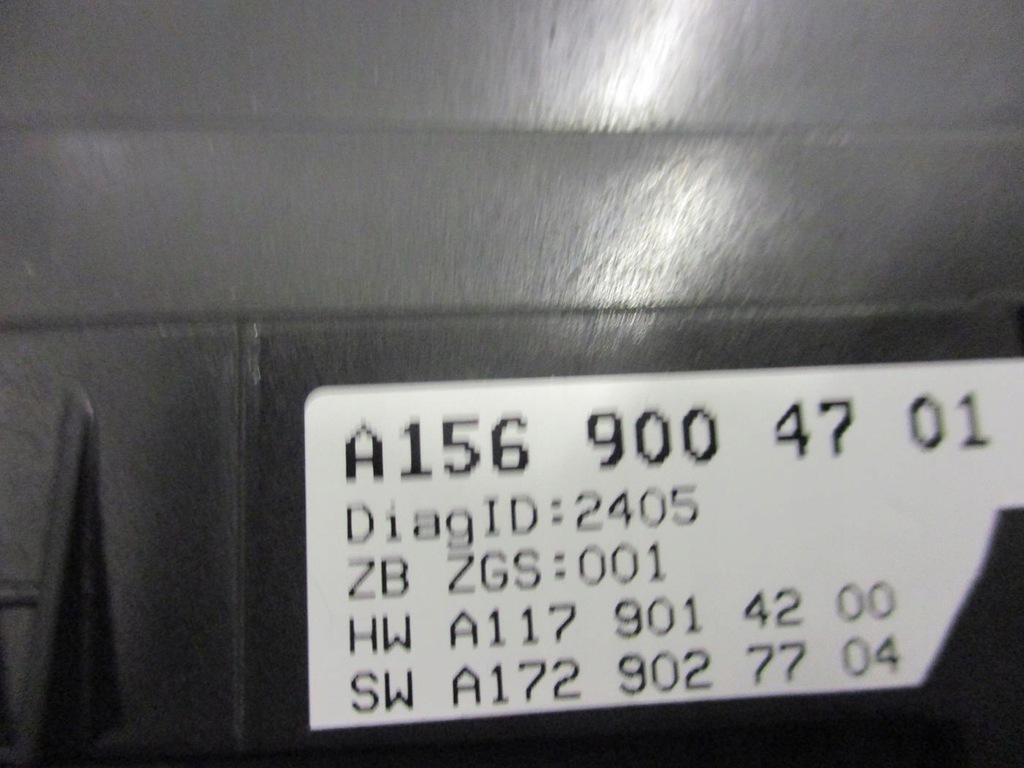 A156 900 47 01
DiagID:2405
ZB ZGS:001
HW A117 901 42 00
SW A172 902 77 04